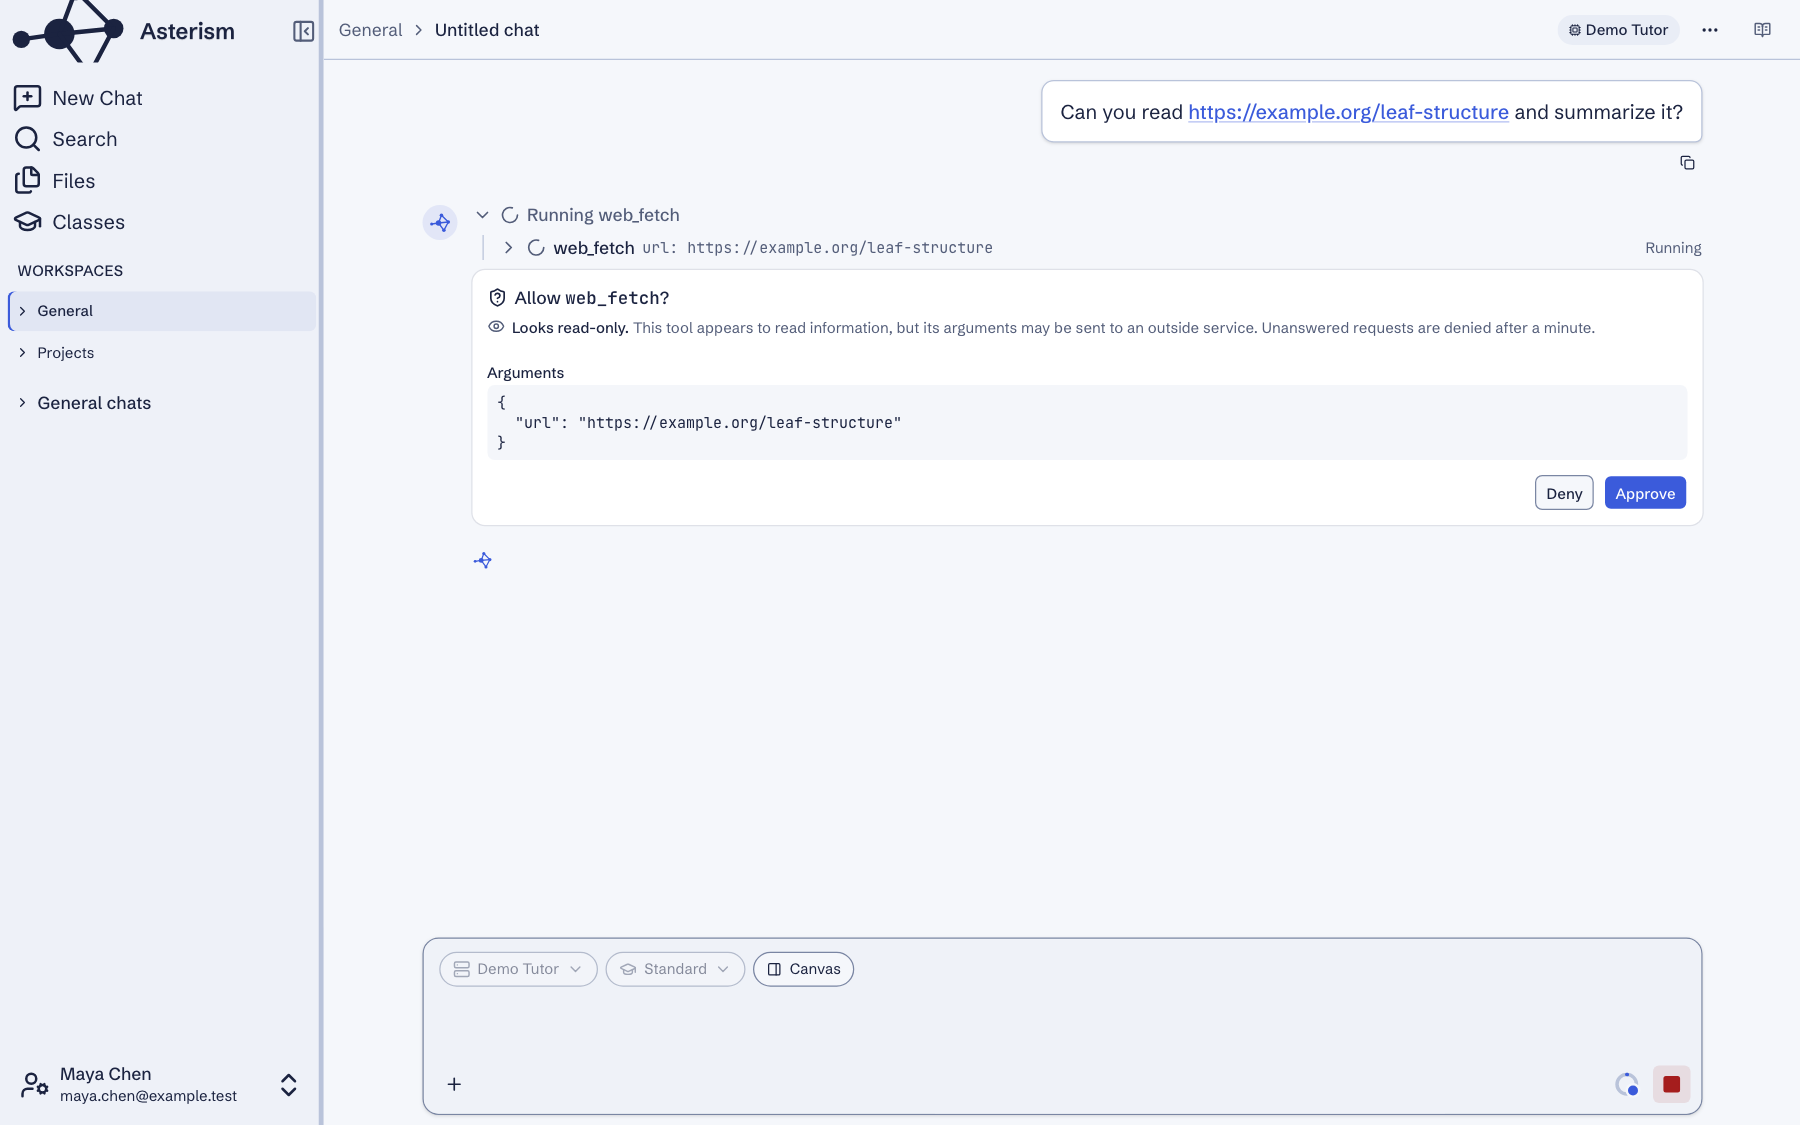 Asterism
New Chat
Search
Files
Classes
WORKSPACES
General
Projects
General chats
Maya Chen
maya.chen@example.test
General > Untitled chat
Demo Tutor
Can you read https://example.org/leaf-structure and summarize it?
Running web_fetch
web_fetch url: https://example.org/leaf-structure Running
Allow web_fetch?
Looks read-only. This tool appears to read information, but its arguments may be sent to an outside service. Unanswered requests are denied after a minute.
Arguments
{
"url": "https://example.org/leaf-structure"
}
Deny Approve
Demo Tutor Standard Canvas